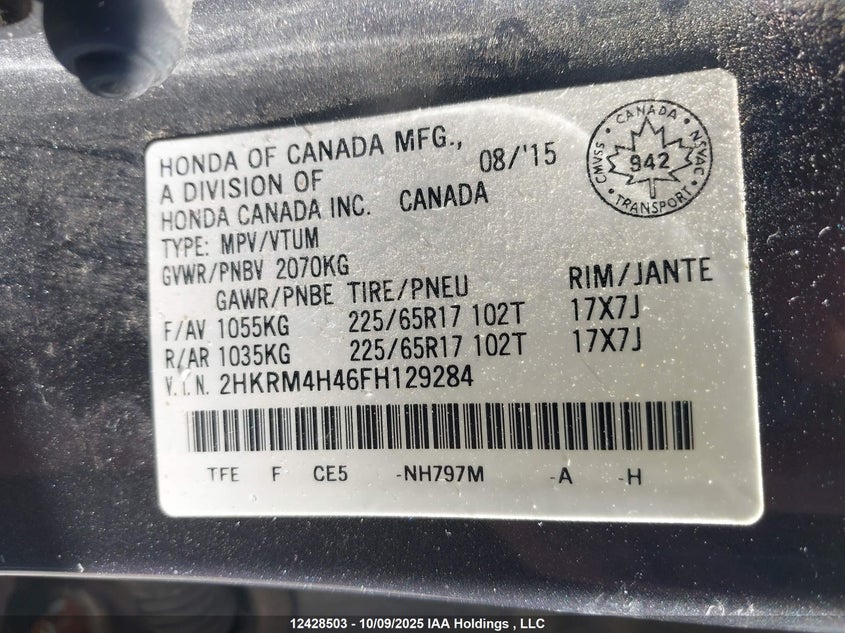 HONDA OF CANADA MFG., 08/'15
A DIVISION OF
HONDA CANADA INC. CANADA
TYPE: MPV/VTUM
GVWR/PNBV 2070KG
GAWR/PNBE TIRE/PNEU RIM/JANTE
F/AV 1055KG 225/65R17 102T 17X7J
R/AR 1035KG 225/65R17 102T 17X7J
V.I.N. 2HKRM4H46FH129284
TFE F CE5 -NH797M -A -H
CANADA
CMVSS 942 NSVAC
TRANSPORT
12428503 - 10/09/2025 IAA Holdings , LLC